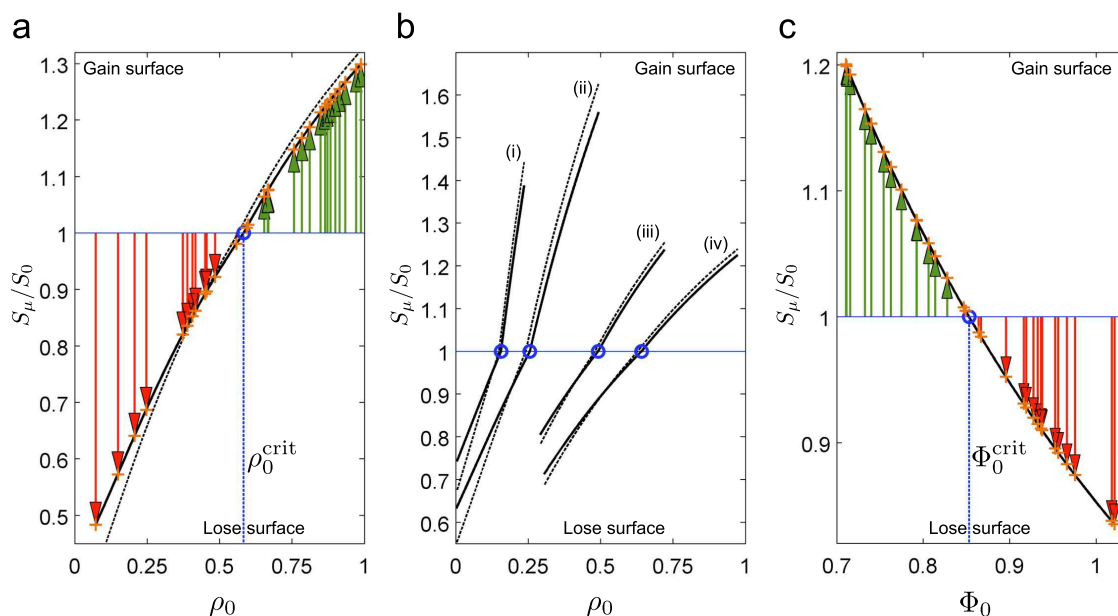 a
Gain surface
1.3
1.2
1.1
1
0.9
0.8
0.7
0.6
0.5
S_μ/S_0
ρ_0^crit
Lose surface
0
0.25
0.5
0.75
1
ρ_0
b
Gain surface
1.6
1.5
1.4
1.3
1.2
1.1
1
0.9
0.8
0.7
0.6
S_μ/S_0
(i)
(ii)
(iii)
(iv)
Lose surface
0
0.25
0.5
0.75
1
ρ_0
c
Gain surface
1.2
1.1
1
0.9
S_μ/S_0
Φ_0^crit
Lose surface
0.7
0.8
0.9
1
Φ_0